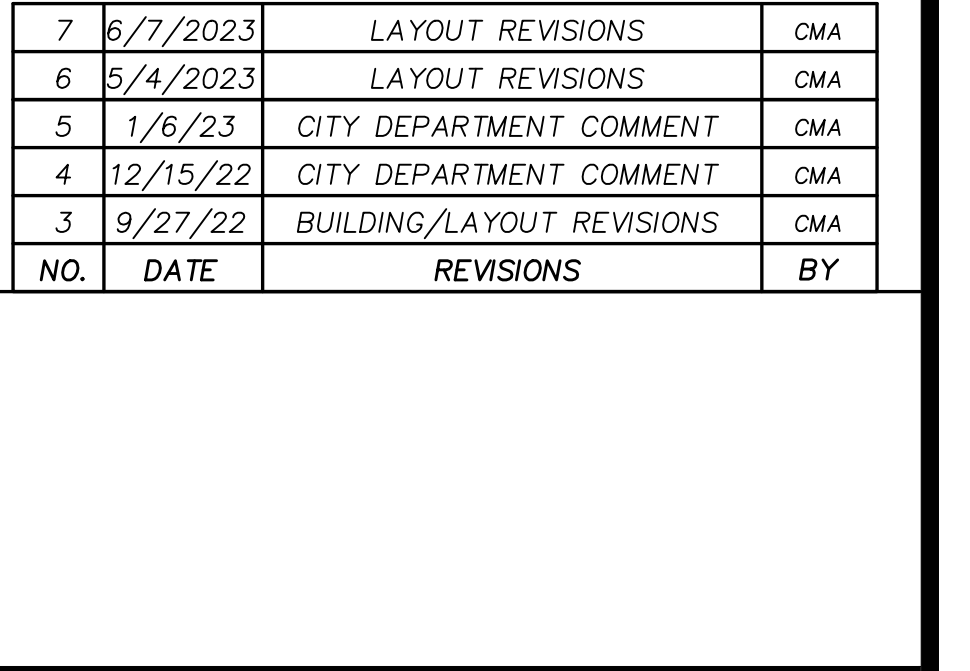 7 6/7/2023 LAYOUT REVISIONS CMA
6 5/4/2023 LAYOUT REVISIONS CMA
5 1/6/23 CITY DEPARTMENT COMMENT CMA
4 12/15/22 CITY DEPARTMENT COMMENT CMA
3 9/27/22 BUILDING/LAYOUT REVISIONS CMA
NO. DATE REVISIONS BY